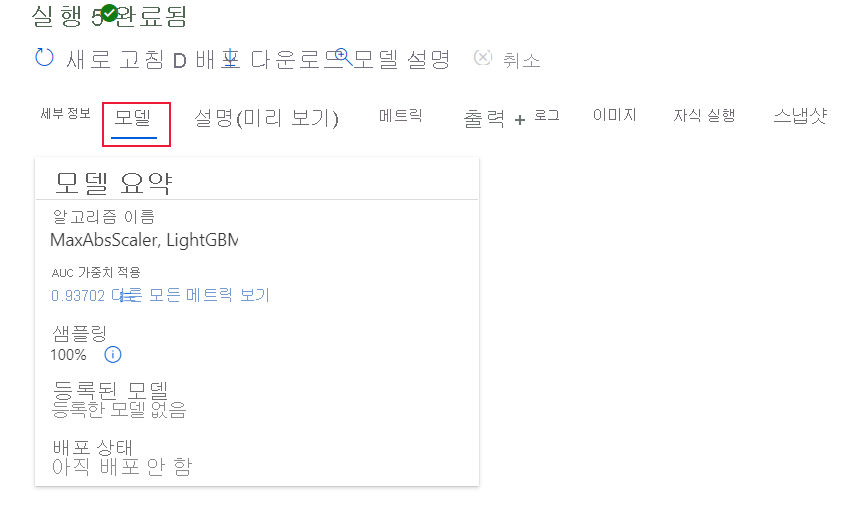 실행 5 완료됨
새로 고침 D 배포 다운로드 모델 설명 취소
세부 정보 모델 설명(미리 보기) 메트릭 출력 + 로그 이미지 자식 실행 스냅샷
모델 요약
알고리즘 이름
MaxAbsScaler, LightGBM
AUC 가중치 적용
0.93702 다른 모든 메트릭 보기
샘플링
100%
등록된 모델
등록한 모델 없음
배포 상태
아직 배포 안 함